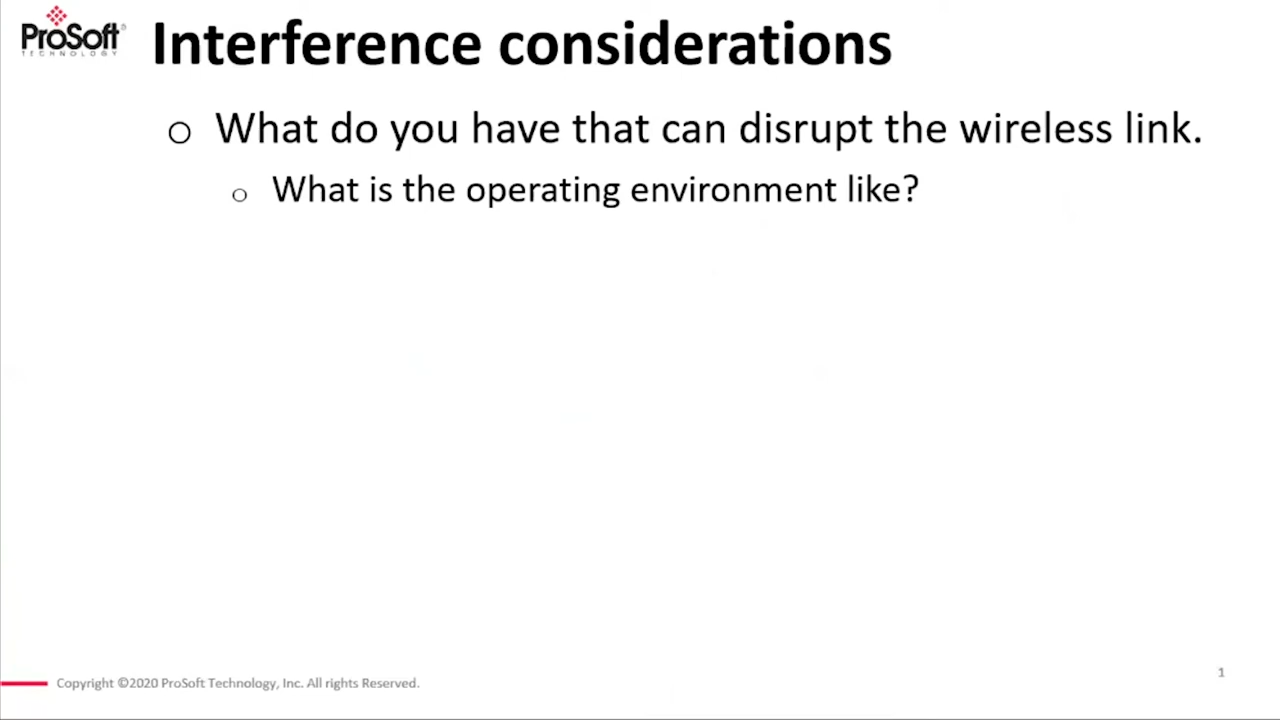 ProSoft®
TECHNOLOGY
Interference considerations
o What do you have that can disrupt the wireless link.
o What is the operating environment like?
Copyright ©2020 ProSoft Technology, Inc. All rights Reserved.
1